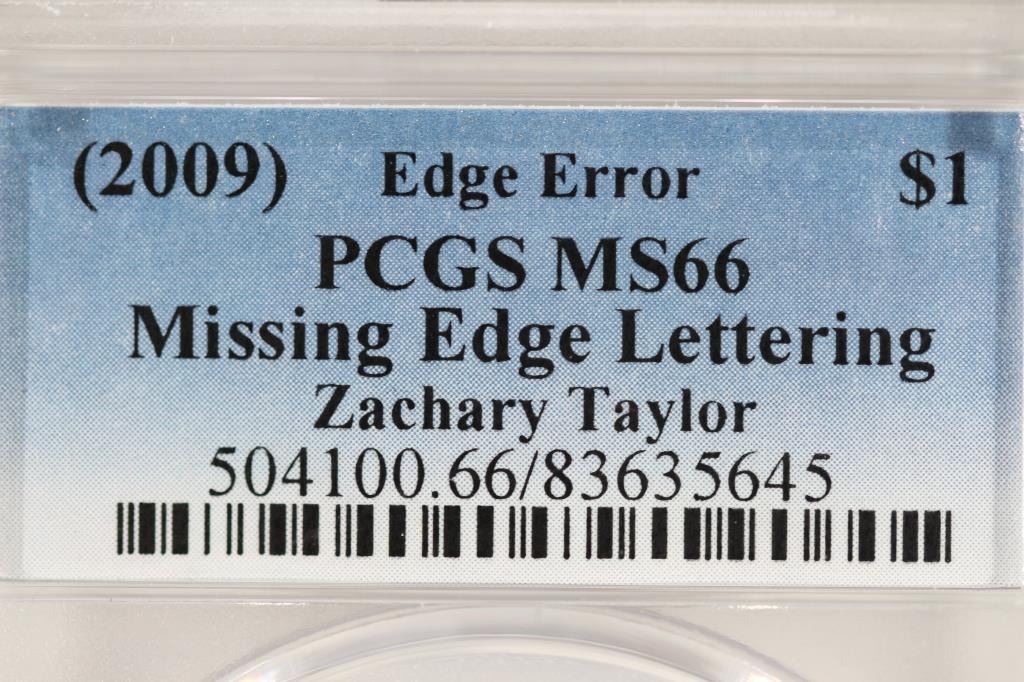 (2009) Edge Error $1
PCGS MS66
Missing Edge Lettering
Zachary Taylor
504100.66/83635645